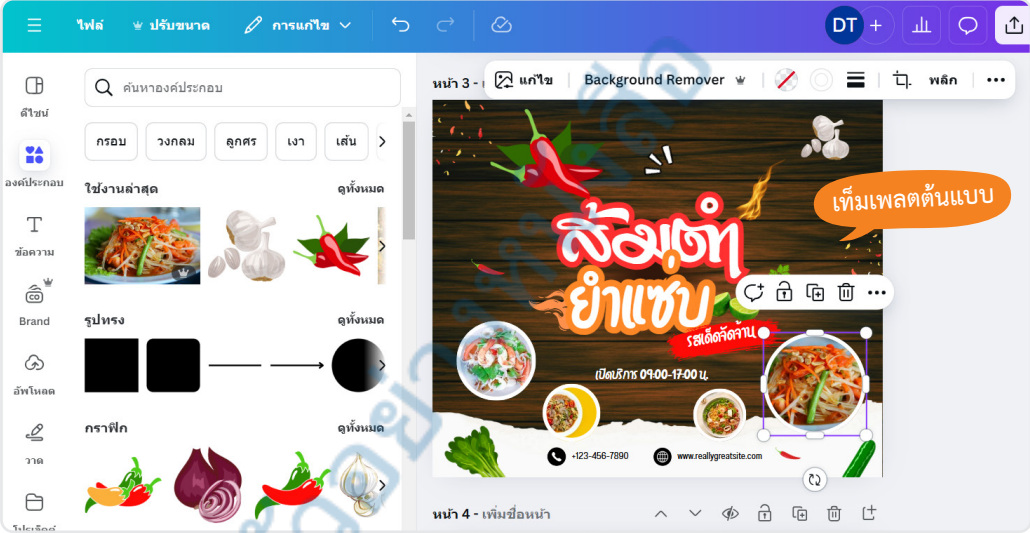 ไฟล์
ปรับขนาด
การแก้ไข
DT
+
ดีไซน์
องค์ประกอบ
ข้อความ
Brand
อัพโหลด
วาด
โปรเจ็คต์
ค้นหาองค์ประกอบ
กรอบ
วงกลม
ลูกศร
เงา
เส้น
ใช้งานล่าสุด
ดูทั้งหมด
รูปทรง
ดูทั้งหมด
กราฟิก
ดูทั้งหมด
หน้า 3 -
แก้ไข
Background Remover
พลิก
เท็มเพลตต้นแบบ
ส้มตำ
ยำแซบ
รสเด็ดจัดจ้าน
เปิดบริการ 09.00-17.00 น.
+123-456-7890
www.reallygreatsite.com
หน้า 4 - เพิ่มชื่อหน้า